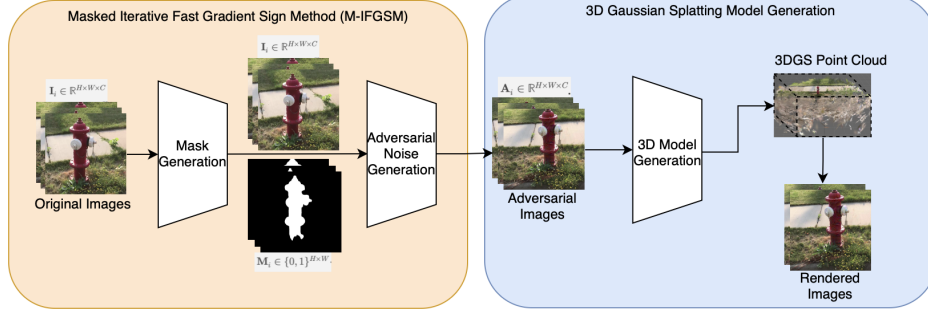 Masked Iterative Fast Gradient Sign Method (M-IFGSM)
I_i ∈ ℝ^{H×W×C}
Original Images
Mask
Generation
I_i ∈ ℝ^{H×W×C}
M_i ∈ {0, 1}^{H×W}.
Adversarial
Noise
Generation
3D Gaussian Splatting Model Generation
A_i ∈ ℝ^{H×W×C}.
Adversarial
Images
3D Model
Generation
3DGS Point Cloud
Rendered
Images